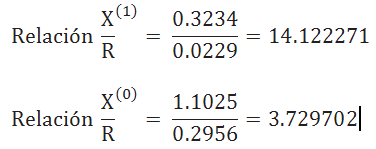 Relación X/R^(1) = 0.3234/0.0229 = 14.122271
Relación X/R^(0) = 1.1025/0.2956 = 3.729702